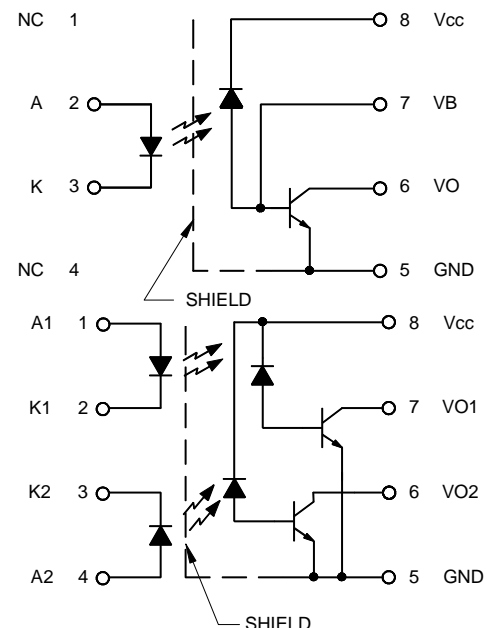 NC 1 8 Vcc
A 2 7 VB
K 3 6 VO
NC 4 5 GND
SHIELD
A1 1 8 Vcc
K1 2 7 VO1
K2 3 6 VO2
A2 4 5 GND
SHIELD